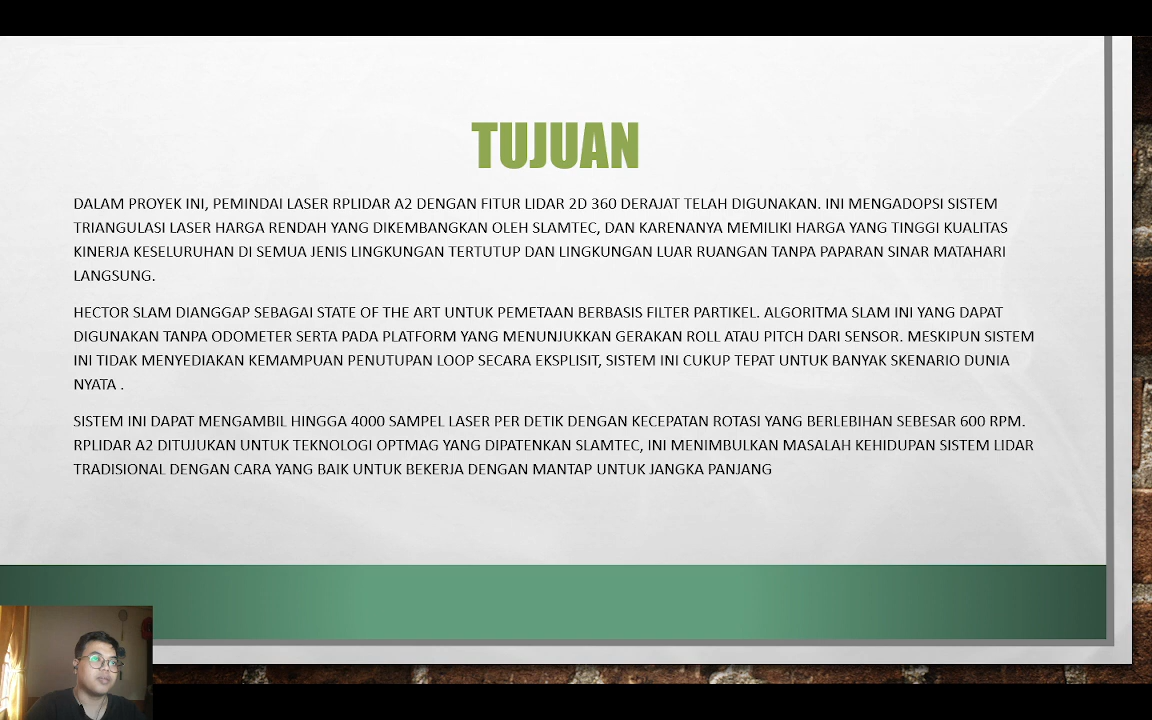 TUJUAN
DALAM PROYEK INI, PEMINDAI LASER RPLIDAR A2 DENGAN FITUR LIDAR 2D 360 DERAJAT TELAH DIGUNAKAN. INI MENGADOPSI SISTEM
TRIANGULASI LASER HARGA RENDAH YANG DIKEMBANGKAN OLEH SLAMTEC, DAN KARENANYA MEMILIKI HARGA YANG TINGGI KUALITAS
KINERJA KESELURUHAN DI SEMUA JENIS LINGKUNGAN TERTUTUP DAN LINGKUNGAN LUAR RUANGAN TANPA PAPARAN SINAR MATAHARI
LANGSUNG.
HECTOR SLAM DIANGGAP SEBAGAI STATE OF THE ART UNTUK PEMETAAN BERBASIS FILTER PARTIKEL. ALGORITMA SLAM INI YANG DAPAT
DIGUNAKAN TANPA ODOMETER SERTA PADA PLATFORM YANG MENUNJUKKAN GERAKAN ROLL ATAU PITCH DARI SENSOR. MESKIPUN SISTEM
INI TIDAK MENYEDIAKAN KEMAMPUAN PENUTUPAN LOOP SECARA EKSPLISIT, SISTEM INI CUKUP TEPAT UNTUK BANYAK SKENARIO DUNIA
NYATA .
SISTEM INI DAPAT MENGAMBIL HINGGA 4000 SAMPEL LASER PER DETIK DENGAN KECEPATAN ROTASI YANG BERLEBIHAN SEBESAR 600 RPM.
RPLIDAR A2 DITUJUKAN UNTUK TEKNOLOGI OPTMAG YANG DIPATENKAN SLAMTEC, INI MENIMBULKAN MASALAH KEHIDUPAN SISTEM LIDAR
TRADISIONAL DENGAN CARA YANG BAIK UNTUK BEKERJA DENGAN MANTAP UNTUK JANGKA PANJANG